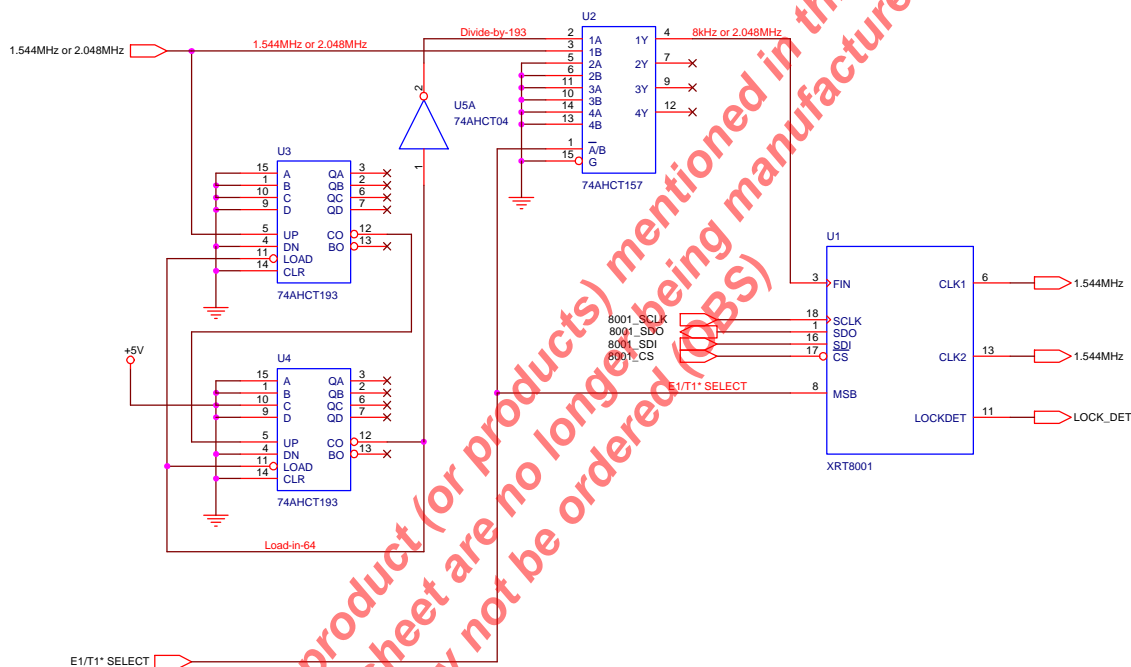 U2
1.544MHz or 2.048MHz
1.544MHz or 2.048MHz
Divide-by-193
8kHz or 2.048MHz
2 1A 1Y 4
3 1B
5 2A 2Y 7
6 2B
11 3A 3Y 9
10 3B
14 4A 4Y 12
13 4B
1 A/B
15 G
74AHCT157
2
U5A
74AHCT04
1
U3
15 A QA 3
1 B QB 2
10 C QC 6
9 D QD 7
5 UP CO 12
4 DN BO 13
11 LOAD
14 CLR
74AHCT193
+5V
U4
15 A QA 3
1 B QB 2
10 C QC 6
9 D QD 7
5 UP CO 12
4 DN BO 13
11 LOAD
14 CLR
74AHCT193
Load-in-64
U1
3 FIN CLK1 6
1.544MHz
8001_SCLK 18 SCLK
8001_SDO 1 SDO
8001_SDI 16 SDI
8001_CS 17 CS
CLK2 13
1.544MHz
E1/T1* SELECT 8 MSB
LOCKDET 11
LOCK_DET
XRT8001
E1/T1* SELECT
product (or products) mentioned in
sheet are no longer being
not be ordered (OBS)